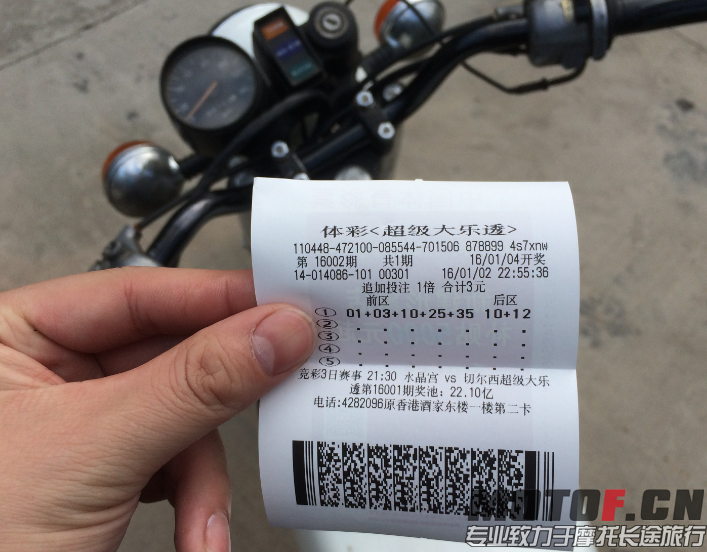 体彩<超级大乐透>
110448-472100-085544-701506 878899 4s7xnw
第 16002期 共1期 16/01/04开奖
14-014086-101 00301 16/01/02 22:55:36
追加投注 1倍 合计3元
前区 后区
① 01+03+10+25+35 10+12
②
③
④
⑤
竞彩3日赛事 21:30 水晶宫 vs 切尔西超级大乐
透第16001期奖池: 22.10亿
电话:4282096原香港酒家东楼一楼第二卡
MOTOF.CN
专业致力于摩托长途旅行